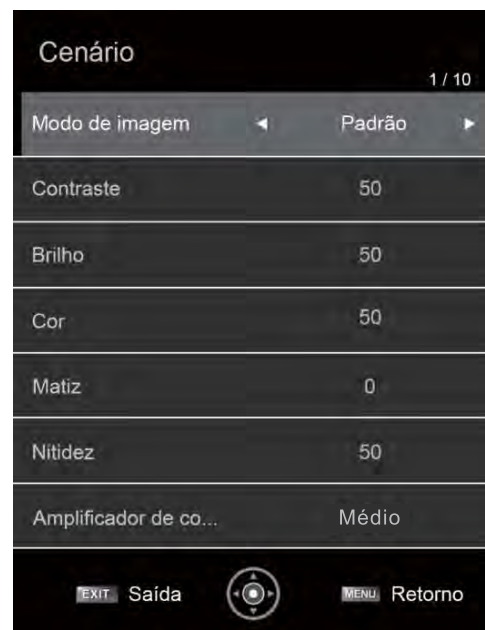 Cenário
1 / 10
Modo de imagem ◄ Padrão ►
Contraste 50
Brilho 50
Cor 50
Matiz 0
Nitidez 50
Amplificador de co... Médio
EXIT Saída MENU Retorno